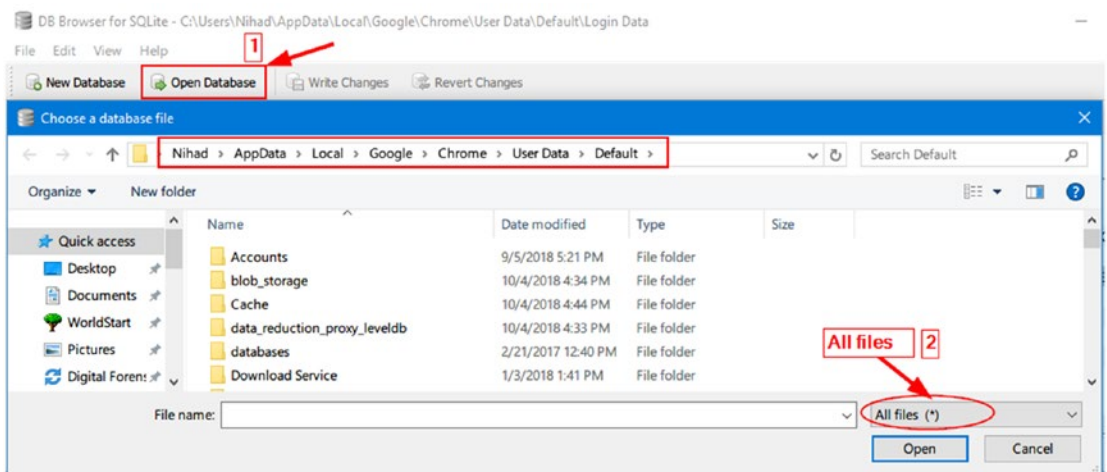 DB Browser for SQLite - C:\Users\Nihad\AppData\Local\Google\Chrome\User Data\Default\Login Data
File Edit View Help
1
New Database Open Database Write Changes Revert Changes
Choose a database file
Nihad > AppData > Local > Google > Chrome > User Data > Default > Search Default
Organize New folder
Name Date modified Type Size
Quick access
Desktop
Documents
WorldStart
Pictures
Digital Foren
Accounts 9/5/2018 5:21 PM File folder
blob_storage 10/4/2018 4:34 PM File folder
Cache 10/4/2018 4:44 PM File folder
data_reduction_proxy_leveldb 10/4/2018 4:33 PM File folder
databases 2/21/2017 12:40 PM File folder
Download Service 1/3/2018 1:41 PM File folder
All files 2
File name: All files (*)
Open Cancel